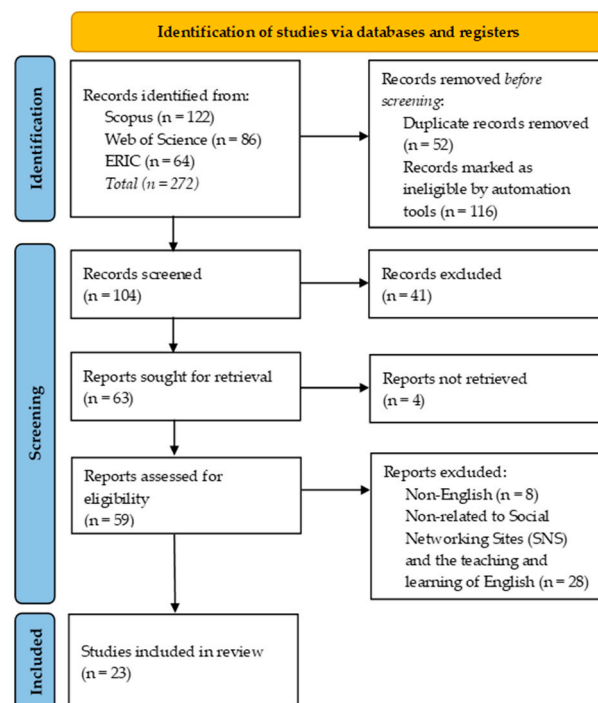 Identification of studies via databases and registers
Identification
Records identified from:
Scopus (n = 122)
Web of Science (n = 86)
ERIC (n = 64)
Total (n = 272)
Records removed before
screening:
Duplicate records removed
(n = 52)
Records marked as
ineligible by automation
tools (n = 116)
Screening
Records screened
(n = 104)
Records excluded
(n = 41)
Reports sought for retrieval
(n = 63)
Reports not retrieved
(n = 4)
Reports assessed for
eligibility
(n = 59)
Reports excluded:
Non-English (n = 8)
Non-related to Social
Networking Sites (SNS)
and the teaching and
learning of English (n = 28)
Included
Studies included in review
(n = 23)